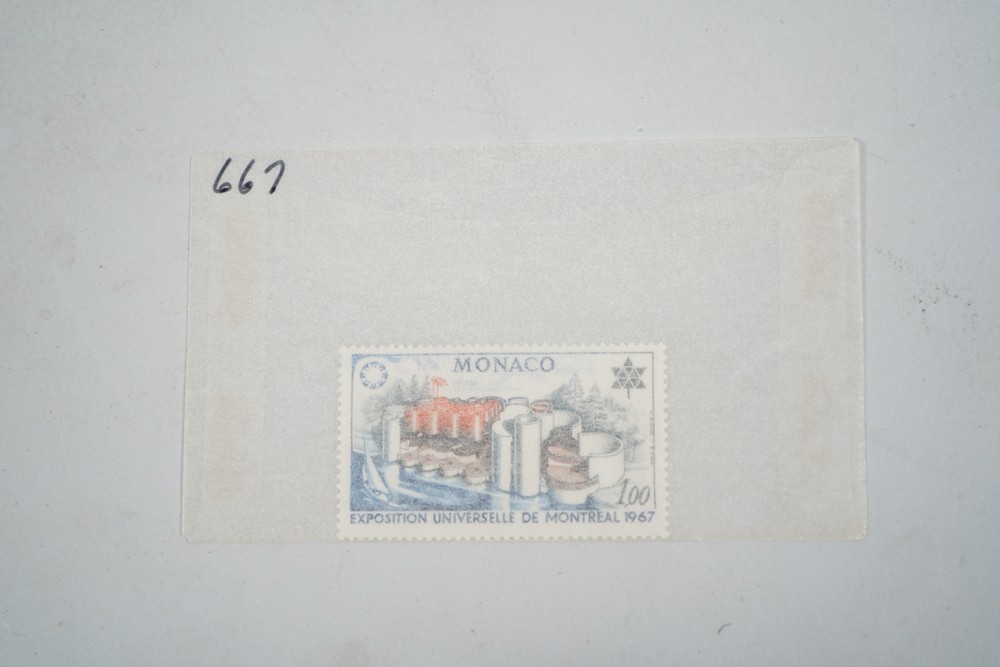 667
MONACO
1,00
EXPOSITION UNIVERSELLE DE MONTREAL 1967